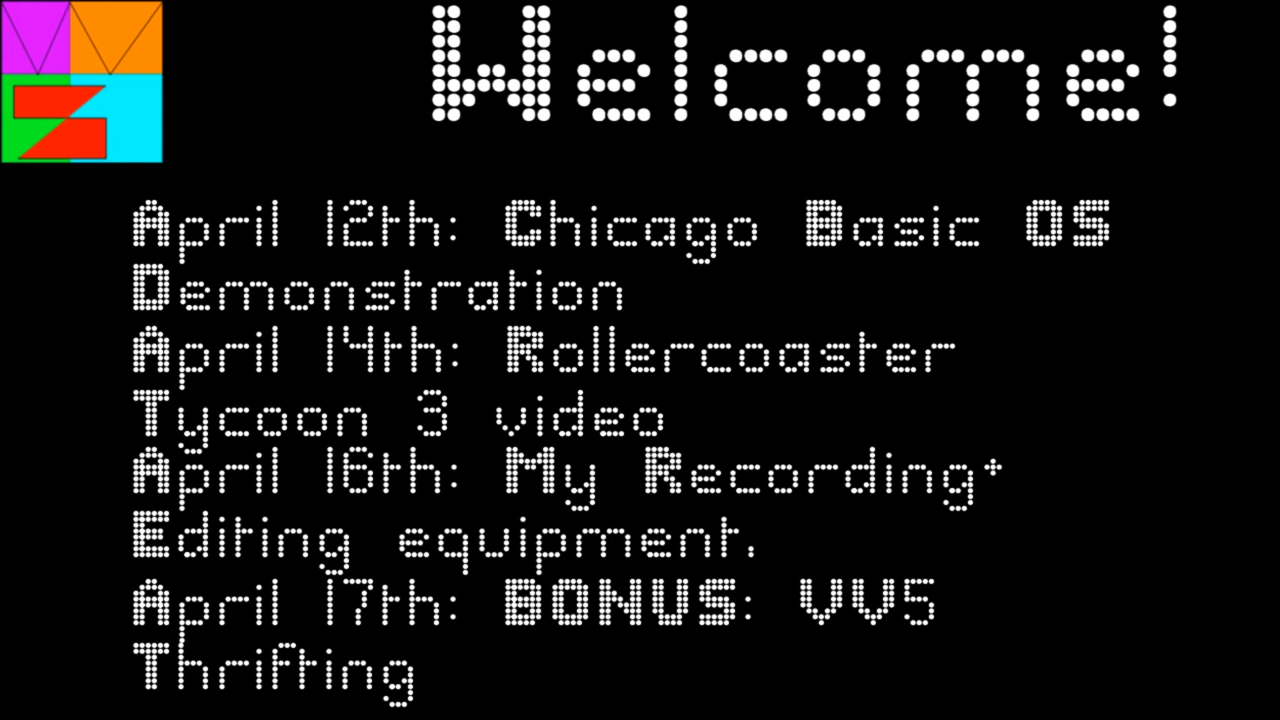 Welcome!
April 12th: Chicago Basic OS
Demonstration
April 14th: Rollercoaster
Tycoon 3 video
April 16th: My Recording+
Editing equipment.
April 17th: BONUS: VV5
Thrifting